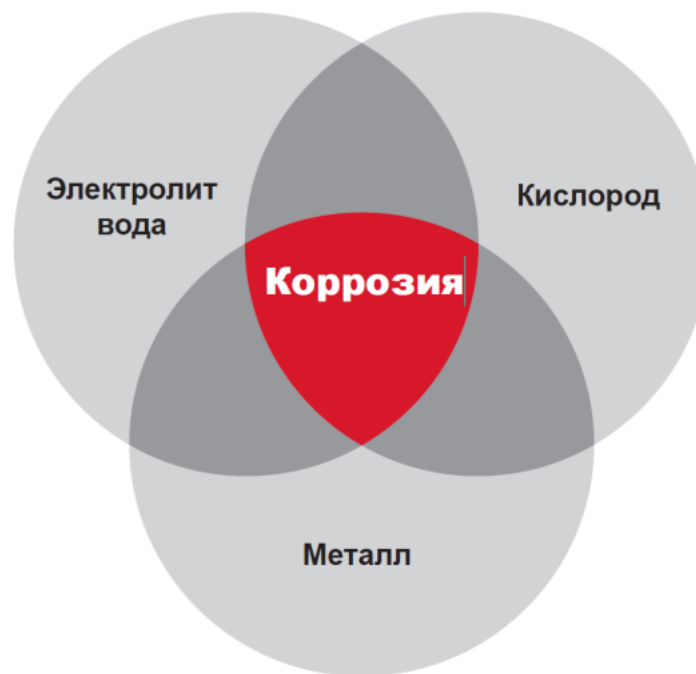 Электролит
вода
Кислород
Коррозия
Металл